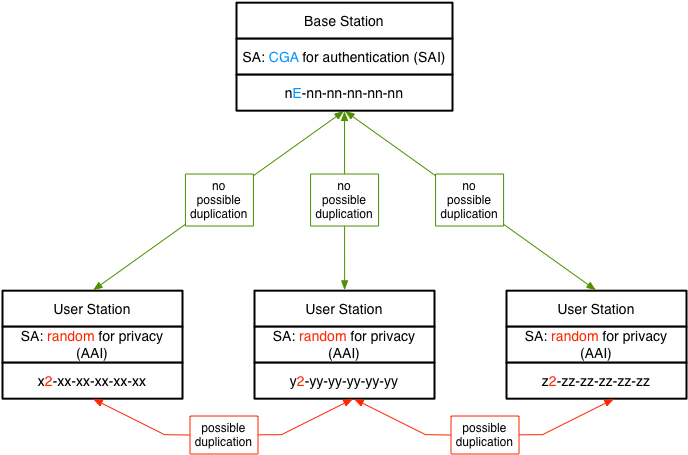 Base Station
SA: CGA for authentication (SAI)
nE-nn-nn-nn-nn-nn
no
possible
duplication
no
possible
duplication
no
possible
duplication
User Station
SA: random for privacy
(AAI)
x2-xx-xx-xx-xx-xx
User Station
SA: random for privacy
(AAI)
y2-yy-yy-yy-yy-yy
User Station
SA: random for privacy
(AAI)
z2-zz-zz-zz-zz-zz
possible
duplication
possible
duplication